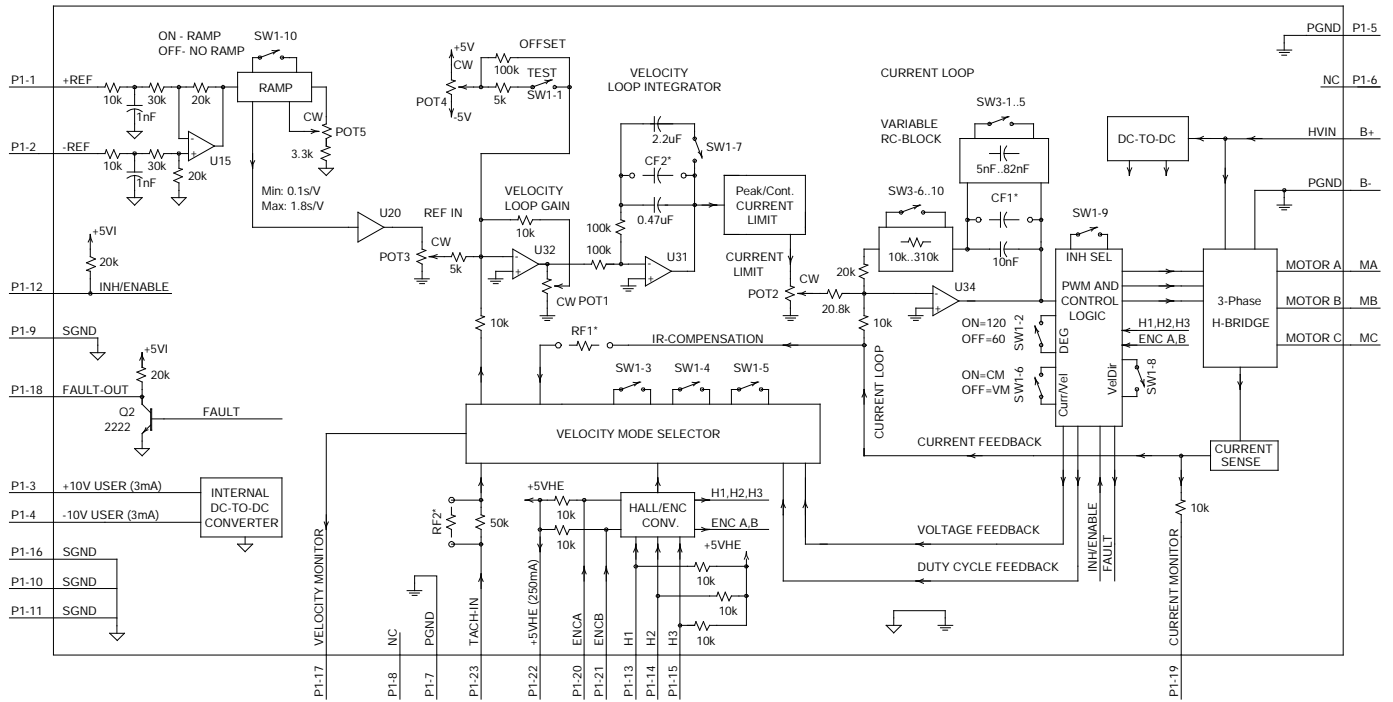 ON - RAMP
OFF- NO RAMP
SW1-10
P1-1
+REF
10k
30k
20k
1nF
RAMP
CW
POT5
3.3k
P1-2
-REF
10k
30k
20k
1nF
U15
Min: 0.1s/V
Max: 1.8s/V
U20
REF IN
CW
POT3
5k
+5V
CW
POT4
-5V
OFFSET
100k
TEST
5k
SW1-1
VELOCITY
LOOP GAIN
10k
U32
CW
POT1
10k
VELOCITY
LOOP INTEGRATOR
2.2uF
SW1-7
CF2*
0.47uF
100k
100k
U31
Peak/Cont.
CURRENT
LIMIT
CURRENT
LIMIT
CW
POT2
20.8k
CURRENT LOOP
SW3-1..5
VARIABLE
RC-BLOCK
5nF..82nF
SW3-6..10
CF1*
10k..310k
10nF
20k
U34
10k
RF1*
IR-COMPENSATION
CURRENT LOOP
SW1-9
INH SEL
PWM AND
CONTROL
LOGIC
ON=120
OFF=60
SW1-2
DEG
ON=CM
OFF=VM
SW1-6
Curr/Vel
VelDir
SW1-8
H1,H2,H3
ENC A,B
DC-TO-DC
3-Phase
H-BRIDGE
CURRENT
SENSE
PGND
P1-5
NC
P1-6
HVIN
B+
PGND
B-
MOTOR A
MA
MOTOR B
MB
MOTOR C
MC
+5VI
20k
P1-12
INH/ENABLE
P1-9
SGND
+5VI
20k
P1-18
FAULT-OUT
Q2
2222
FAULT
P1-3
+10V USER (3mA)
P1-4
-10V USER (3mA)
INTERNAL
DC-TO-DC
CONVERTER
P1-16
SGND
P1-10
SGND
P1-11
SGND
SW1-3
SW1-4
SW1-5
VELOCITY MODE SELECTOR
CURRENT FEEDBACK
VOLTAGE FEEDBACK
DUTY CYCLE FEEDBACK
INH/ENABLE
FAULT
10k
CURRENT MONITOR
P1-19
RF2*
50k
+5VHE
10k
10k
HALL/ENC
CONV.
H1,H2,H3
ENC A,B
+5VHE
10k
10k
10k
VELOCITY MONITOR
P1-17
NC
P1-8
PGND
P1-7
TACH-IN
P1-23
+5VHE (250mA)
P1-22
ENCA
P1-20
ENCB
P1-21
H1
P1-13
H2
P1-14
H3
P1-15